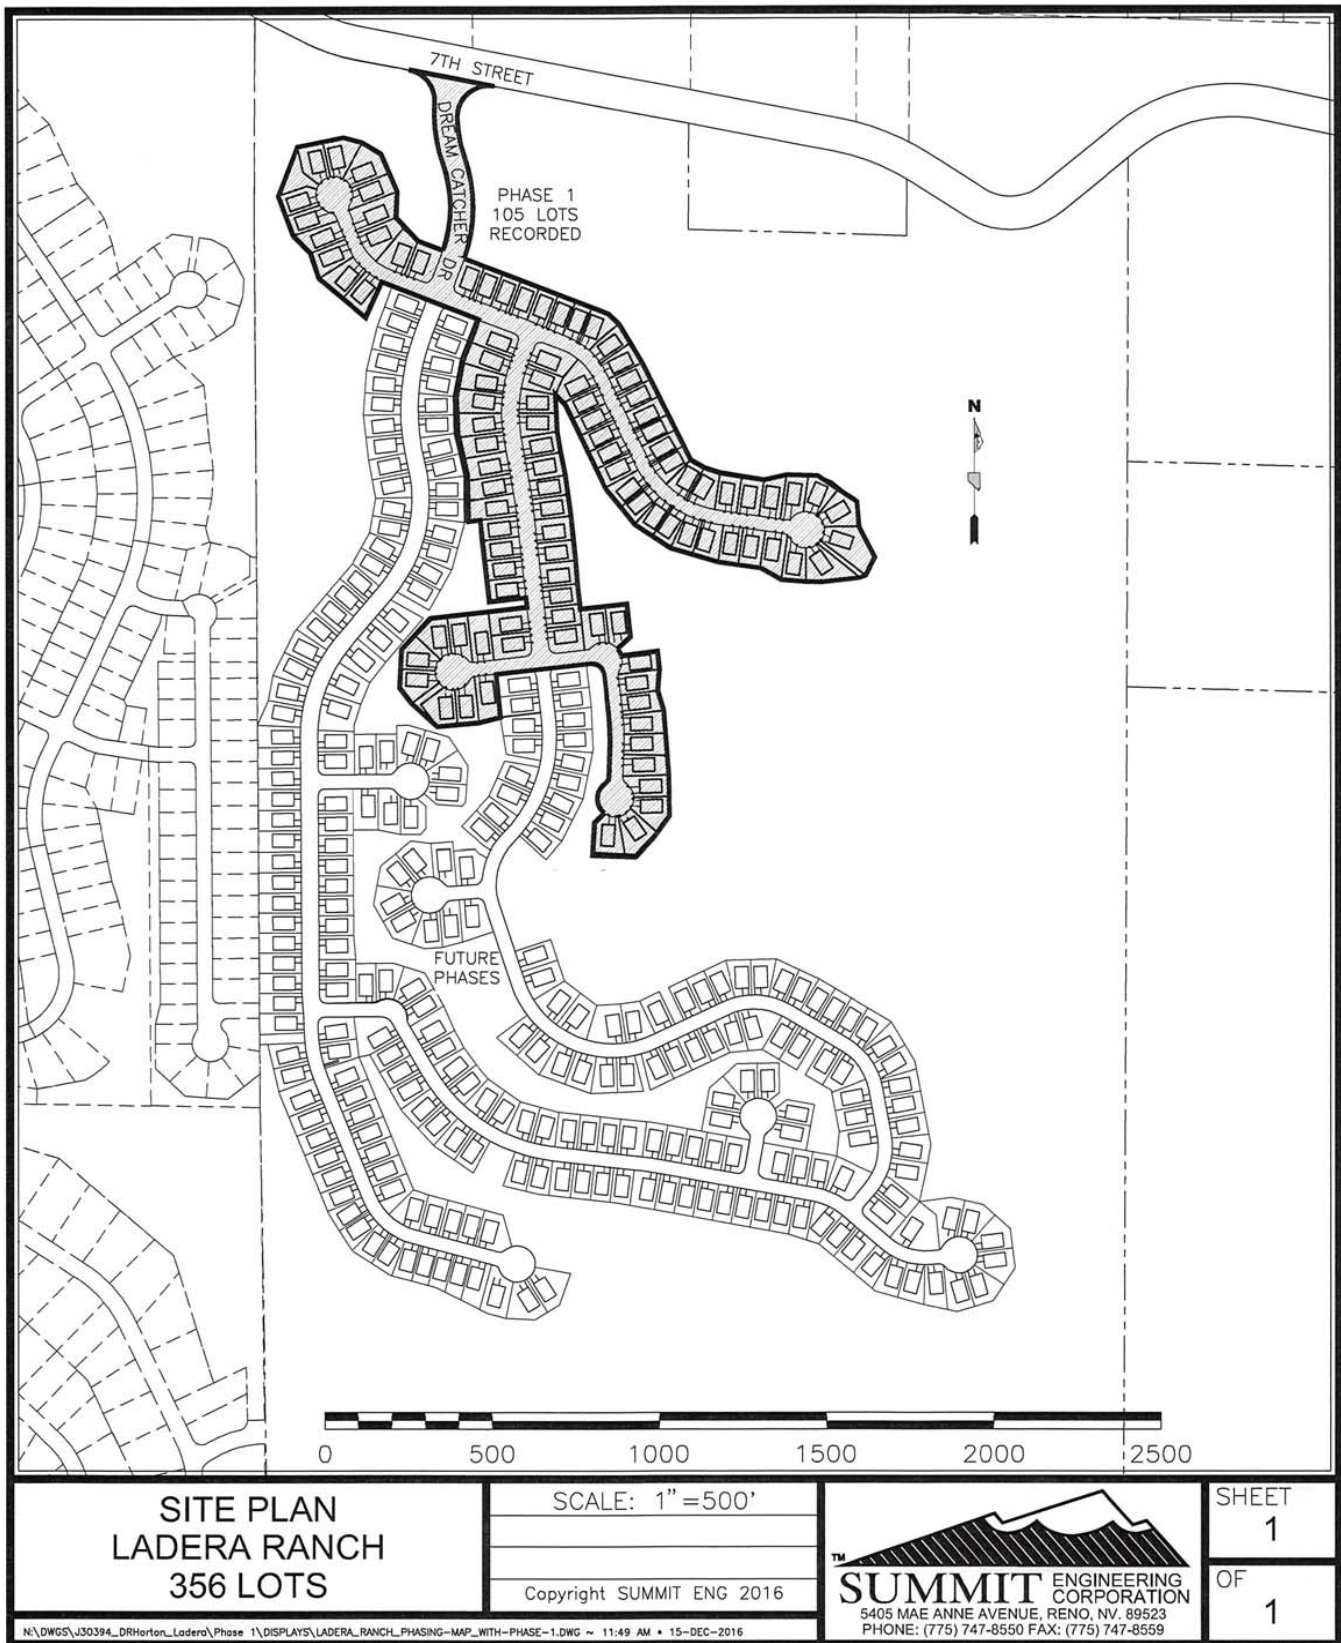 7TH STREET
DREAM CATCHER DR
PHASE 1
105 LOTS
RECORDED
N
FUTURE
PHASES
0 500 1000 1500 2000 2500
SITE PLAN
LADERA RANCH
356 LOTS
SCALE: 1"=500'
Copyright SUMMIT ENG 2016
TM
SUMMIT ENGINEERING
CORPORATION
5405 MAE ANNE AVENUE, RENO, NV. 89523
PHONE: (775) 747-8550 FAX: (775) 747-8559
SHEET
1
OF
1
N:\DWGS\J30394_DRHorton_Ladera\Phase 1\DISPLAYS\LADERA_RANCH_PHASING-MAP_WITH-PHASE-1.DWG ~ 11:49 AM * 15-DEC-2016